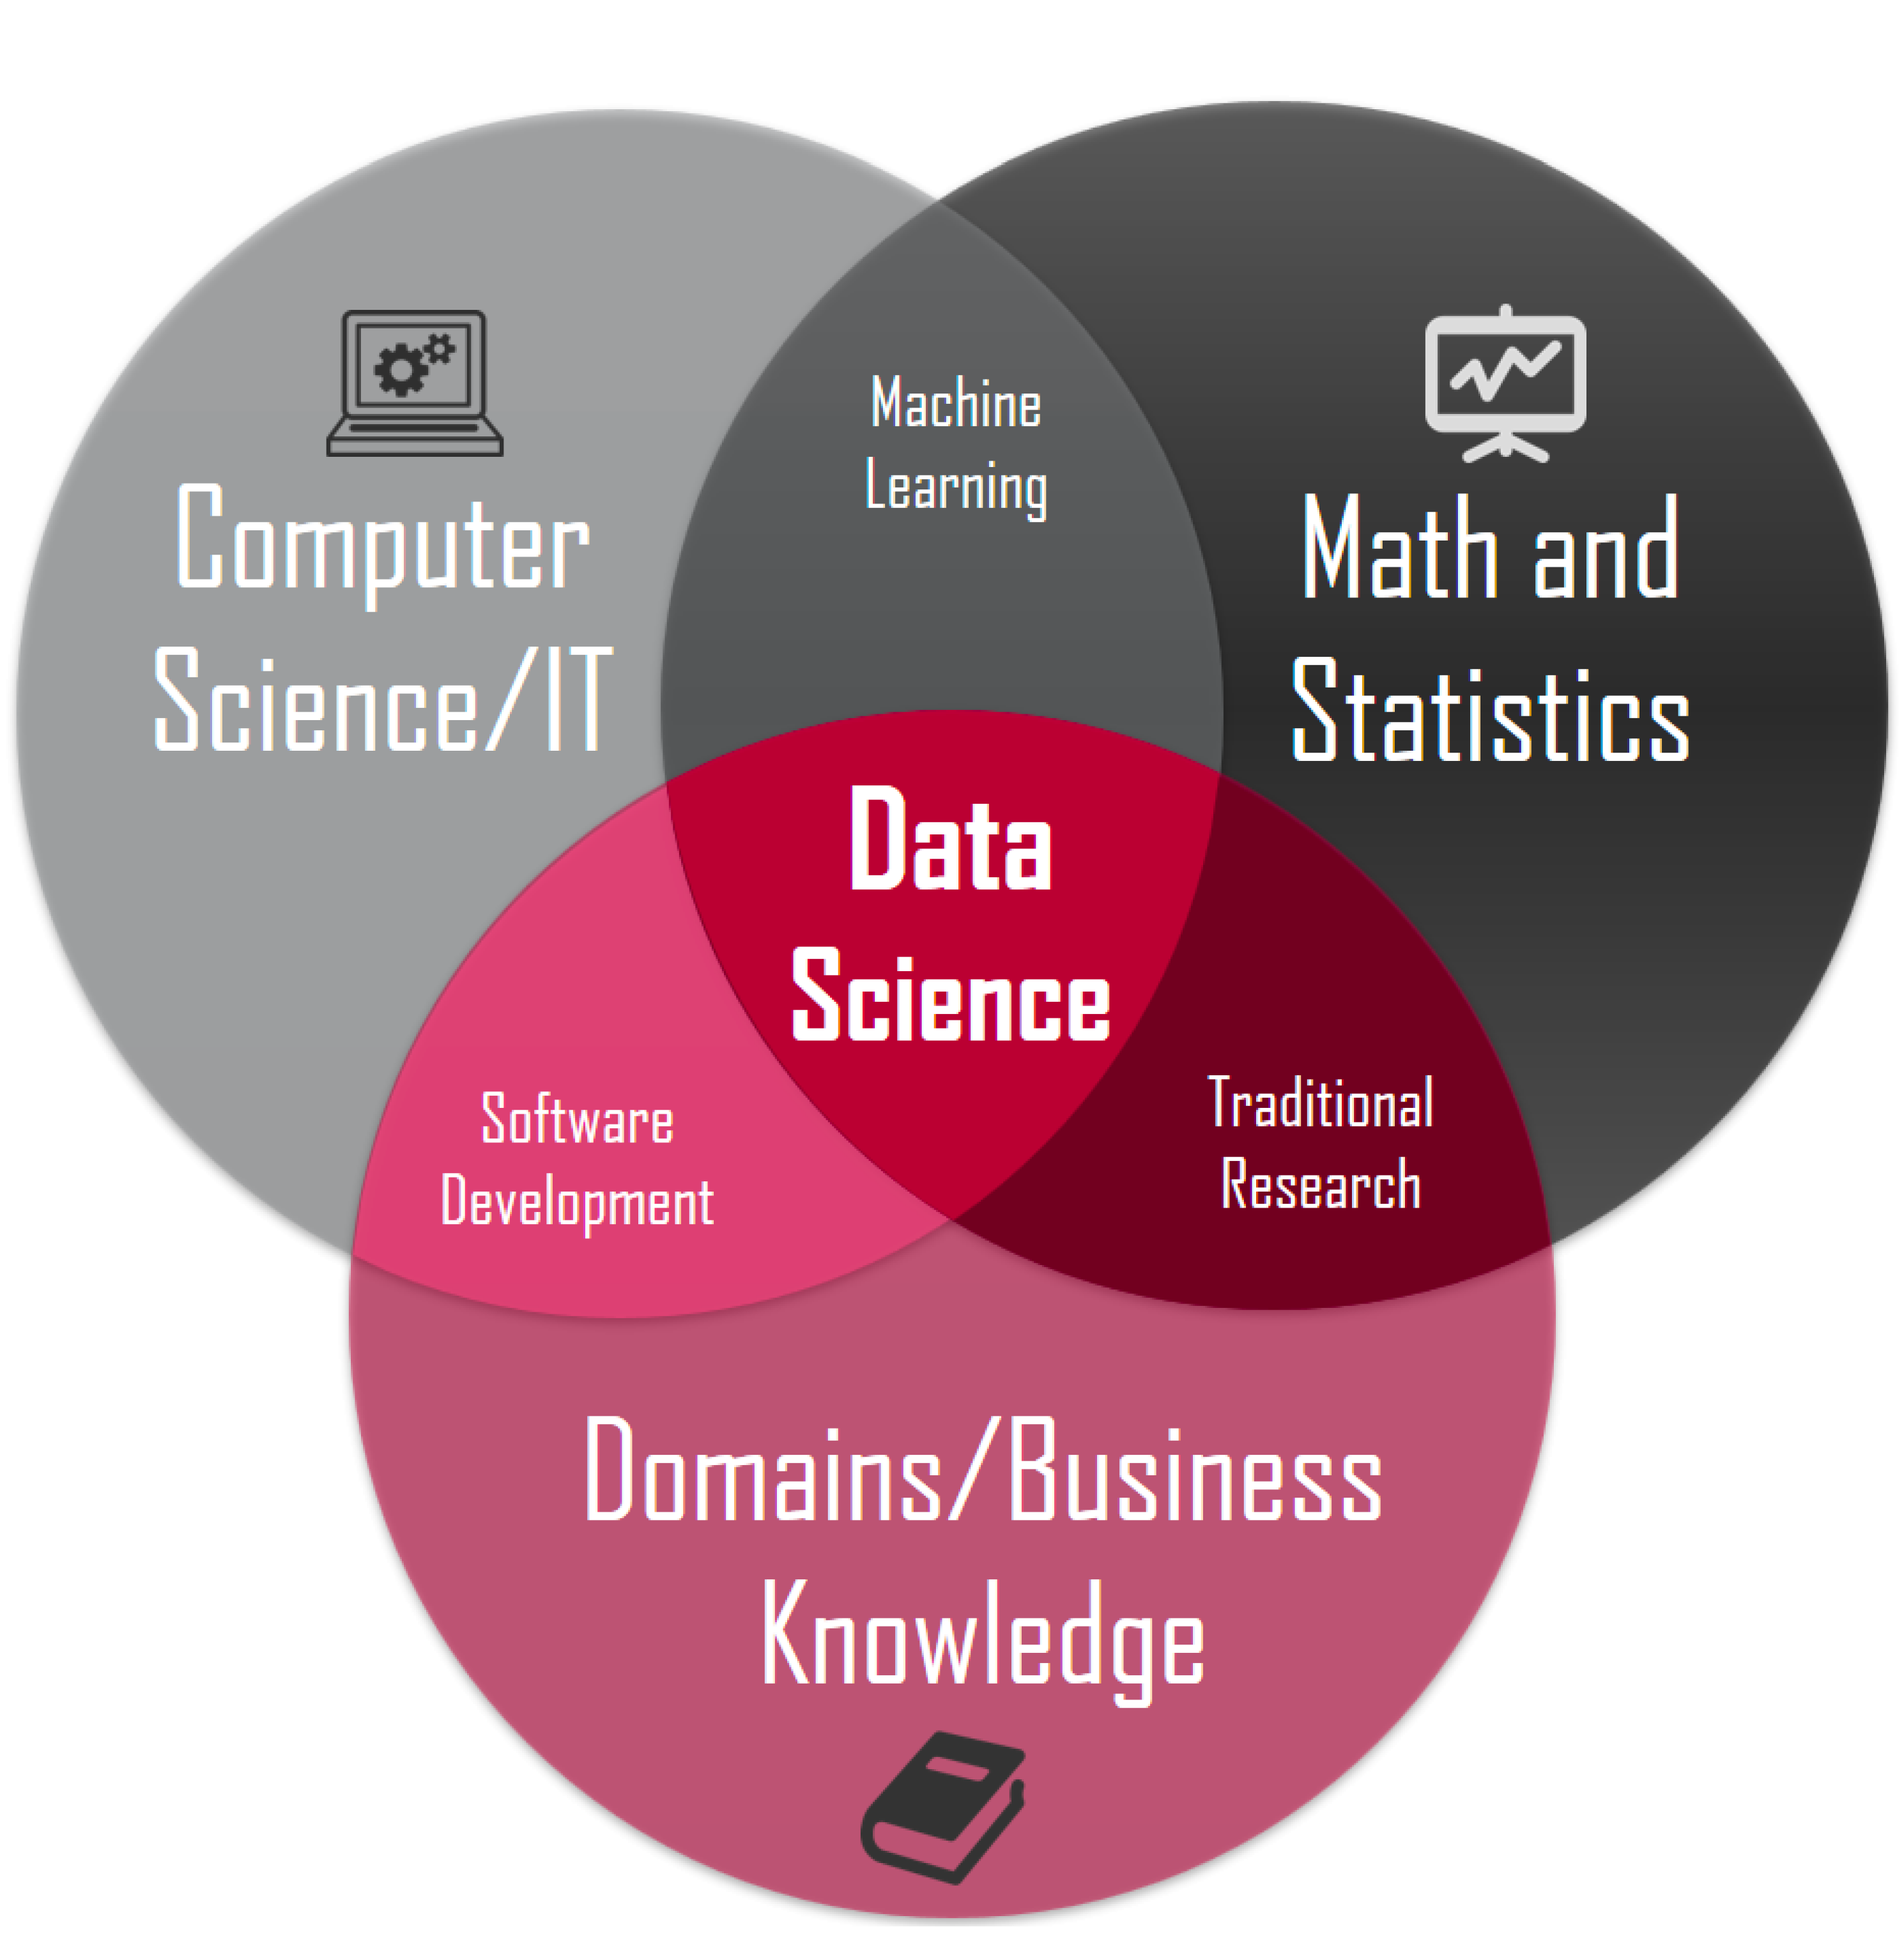 Computer
Science/IT
Machine
Learning
Math and
Statistics
Data
Science
Software
Development
Traditional
Research
Domains/Business
Knowledge